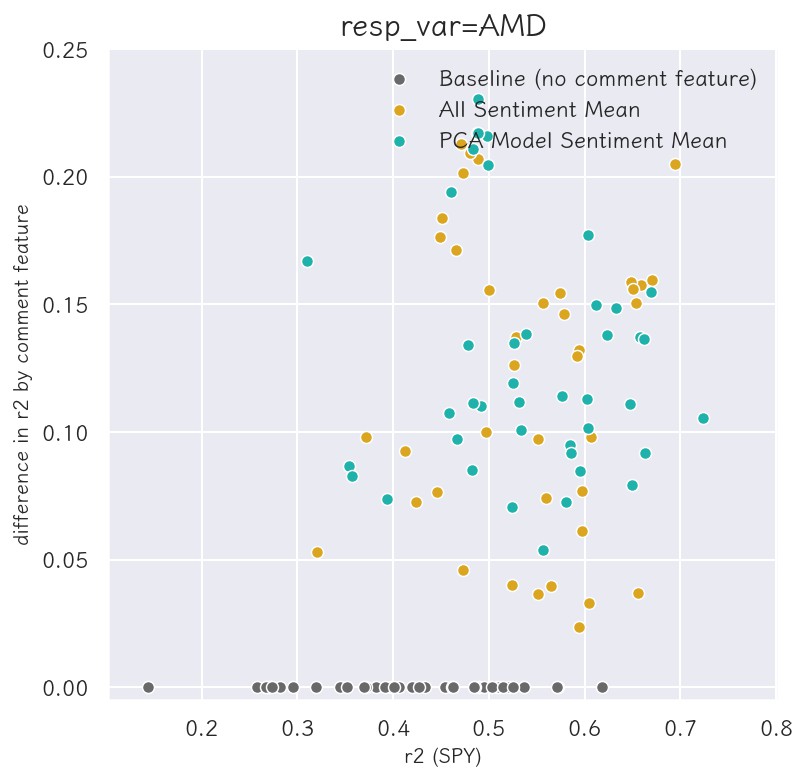 resp_var=AMD
Baseline (no comment feature)
All Sentiment Mean
PCA Model Sentiment Mean
difference in r2 by comment feature
0.25
0.20
0.15
0.10
0.05
0.00
0.2 0.3 0.4 0.5 0.6 0.7 0.8
r2 (SPY)